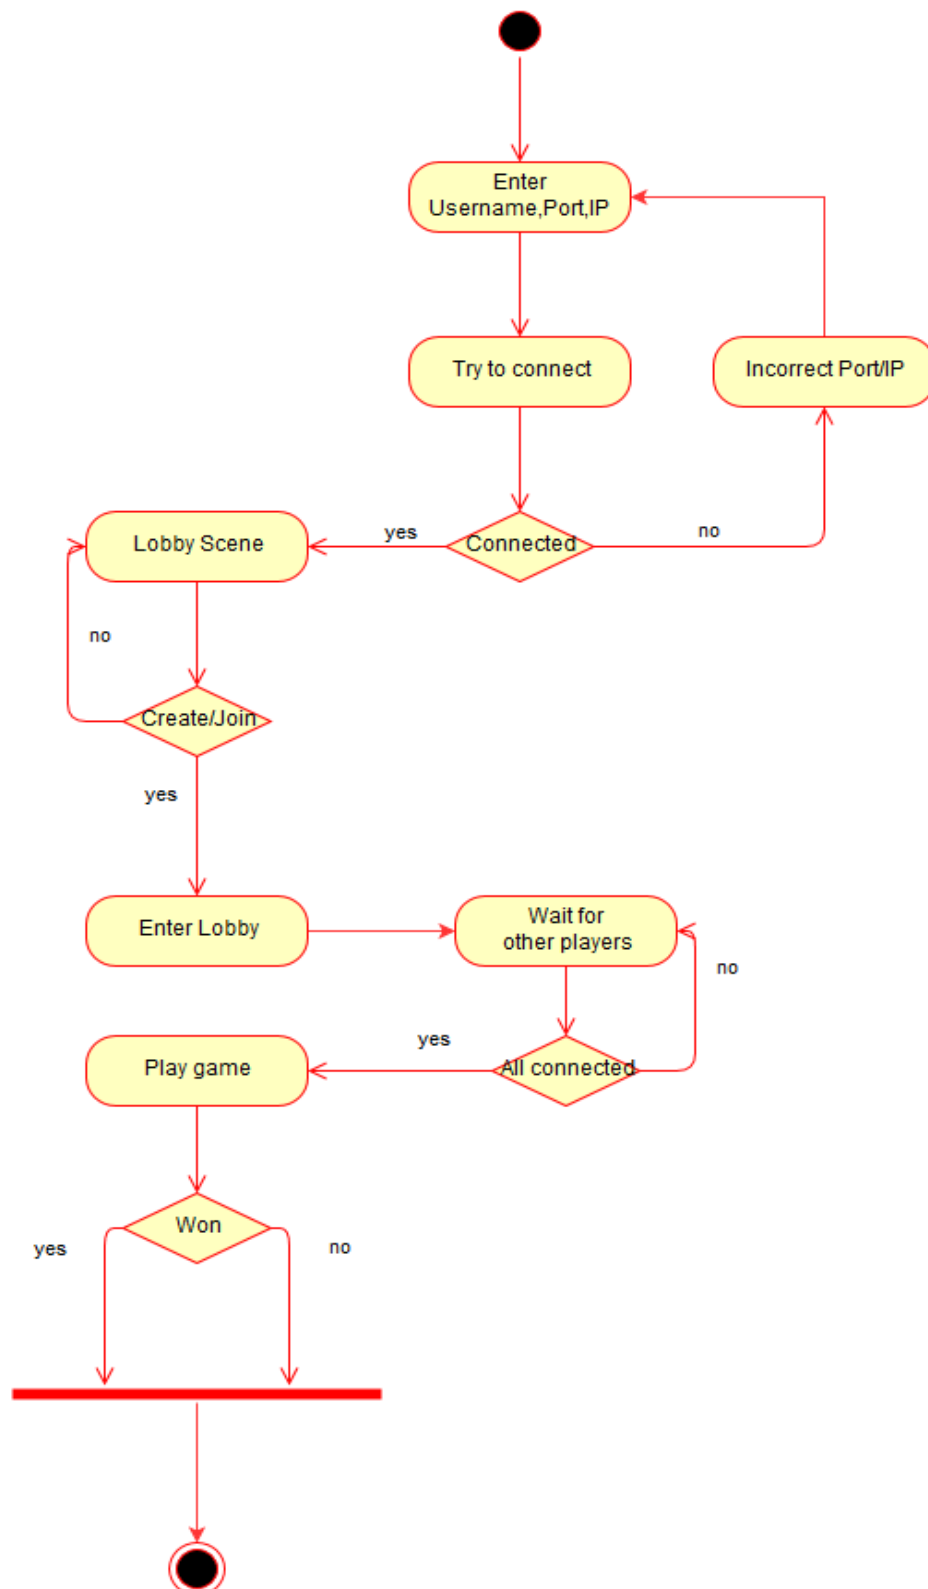 Enter
Username,Port,IP
Try to connect
Incorrect Port/IP
Lobby Scene
yes
Connected
no
no
Create/Join
yes
Enter Lobby
Wait for
other players
no
Play game
yes
All connected
Won
yes
no